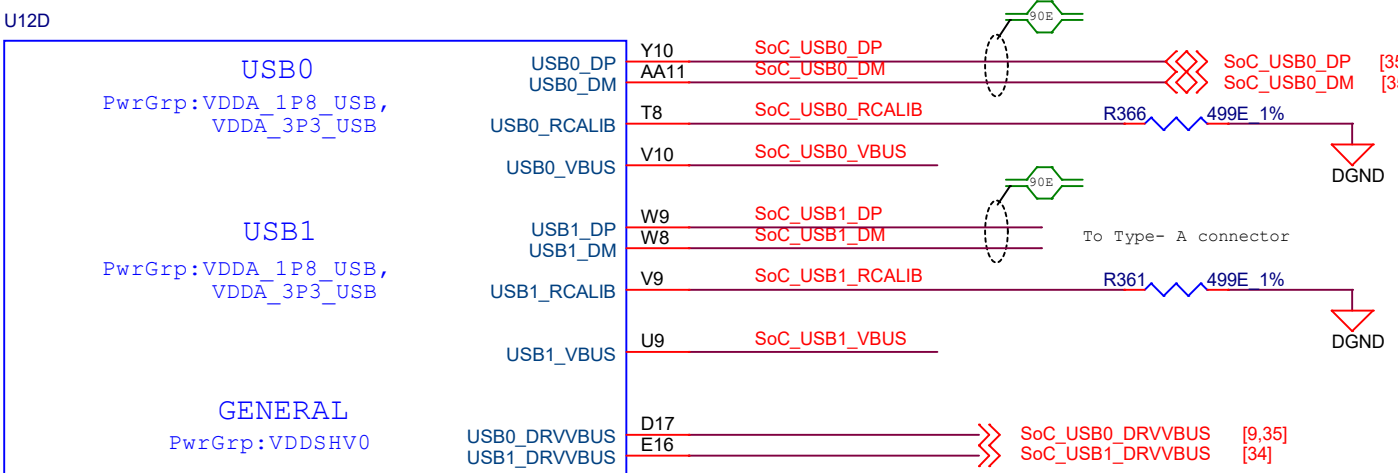 U12D
90E
USB0
PwrGrp:VDDA_1P8_USB,
VDDA_3P3_USB
USB0_DP Y10 SoC_USB0_DP SoC_USB0_DP [35
USB0_DM AA11 SoC_USB0_DM SoC_USB0_DM [35
USB0_RCALIB T8 SoC_USB0_RCALIB R366 499E_1%
USB0_VBUS V10 SoC_USB0_VBUS
DGND
90E
USB1
PwrGrp:VDDA_1P8_USB,
VDDA_3P3_USB
USB1_DP W9 SoC_USB1_DP
USB1_DM W8 SoC_USB1_DM
To Type- A connector
USB1_RCALIB V9 SoC_USB1_RCALIB R361 499E_1%
USB1_VBUS U9 SoC_USB1_VBUS
DGND
GENERAL
PwrGrp:VDDSHV0
USB0_DRVVBUS D17 SoC_USB0_DRVVBUS [9,35]
USB1_DRVVBUS E16 SoC_USB1_DRVVBUS [34]